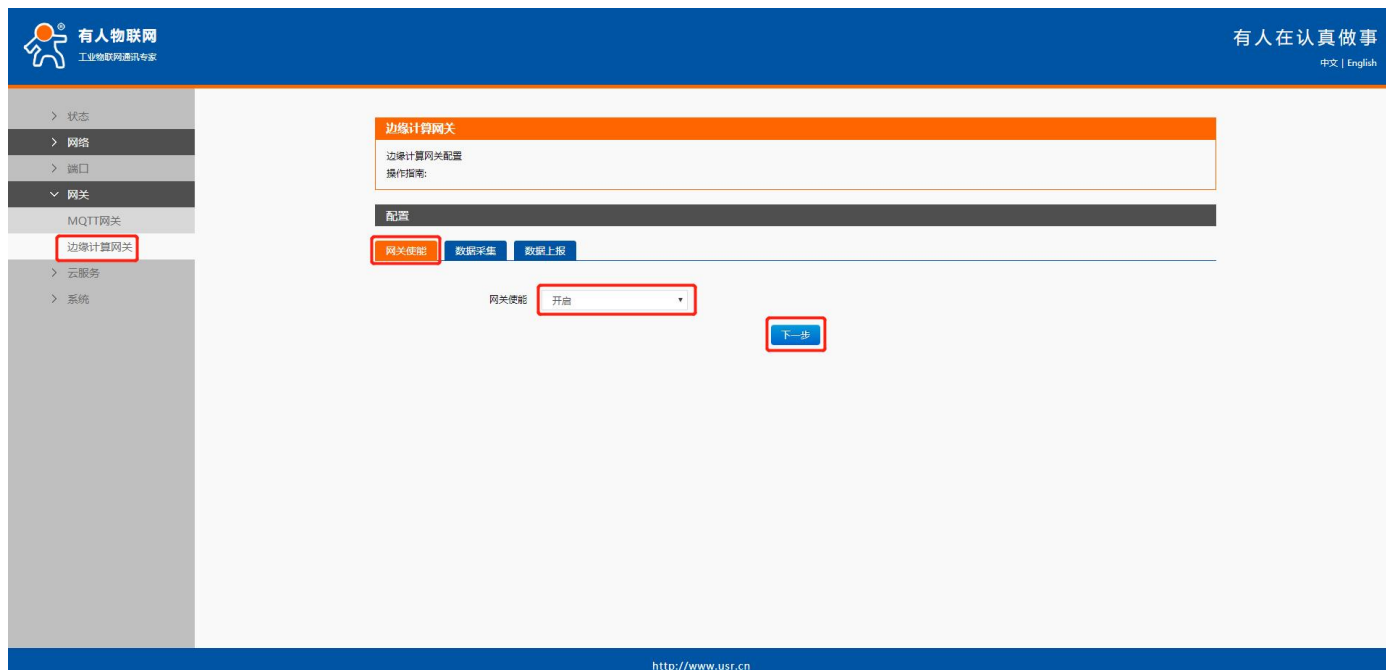 有人物联网
工业物联网通讯专家
有人在认真做事
中文 | English
状态
网络
端口
网关
MQTT网关
边缘计算网关
云服务
系统
边缘计算网关
边缘计算网关配置
操作指南:
配置
网关使能 数据采集 数据上报
网关使能 开启
下一步
http://www.usr.cn